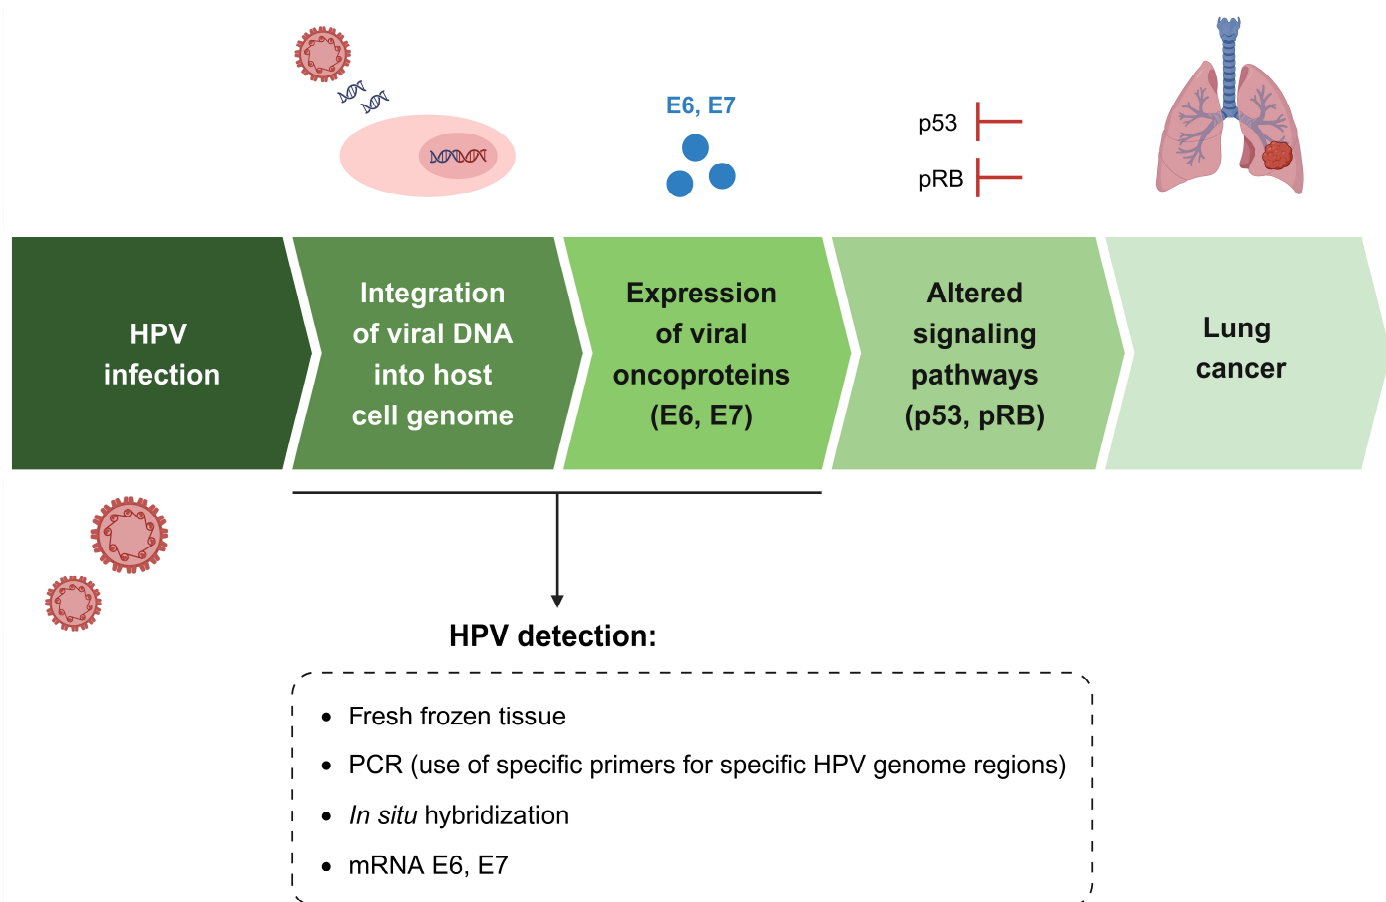 E6, E7
p53
pRB
HPV
infection
Integration
of viral DNA
into host
cell genome
Expression
of viral
oncoproteins
(E6, E7)
Altered
signaling
pathways
(p53, pRB)
Lung
cancer
HPV detection:
• Fresh frozen tissue
• PCR (use of specific primers for specific HPV genome regions)
• In situ hybridization
• mRNA E6, E7